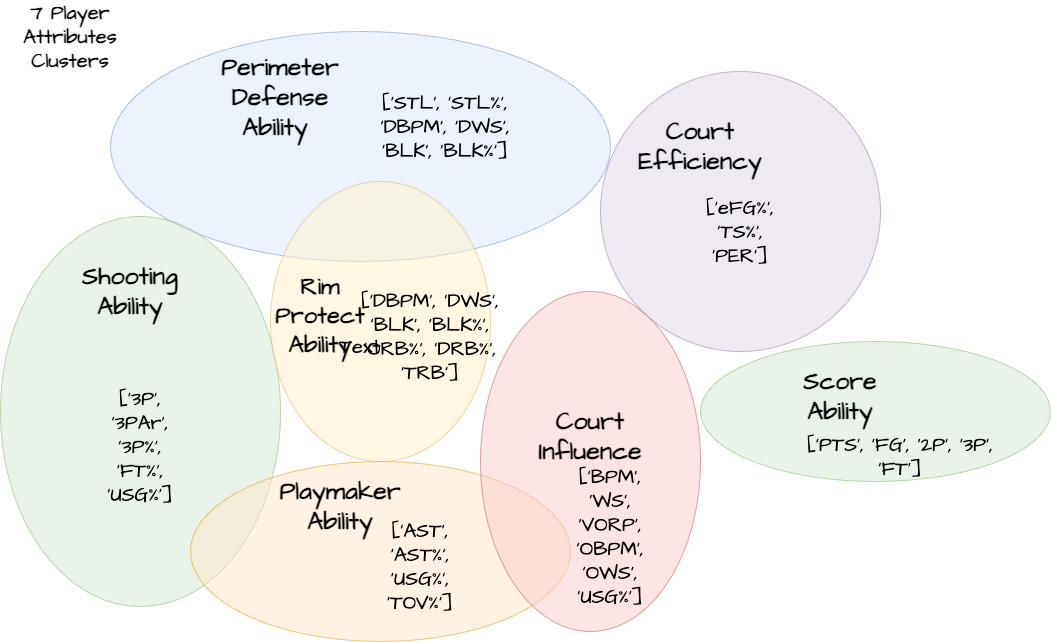 7 Player
Attributes
Clusters
Perimeter
Defense
Ability
['STL', 'STL%',
'DBPM', 'DWS',
'BLK', 'BLK%']
Court
Efficiency
['eFG%',
'TS%',
'PER']
Shooting
Ability
['3P',
'3PAr',
'3P%',
'FT%',
'USG%']
Rim
Protect
Ability
Text
['DBPM', 'DWS',
'BLK', 'BLK%',
'ORB%', 'DRB%',
'TRB']
Score
Ability
['PTS', 'FG', '2P', '3P',
'FT']
Court
Influence
['BPM',
'WS',
'VORP',
'OBPM',
'OWS',
'USG%']
Playmaker
Ability
['AST',
'AST%',
'USG%',
'TOV%']